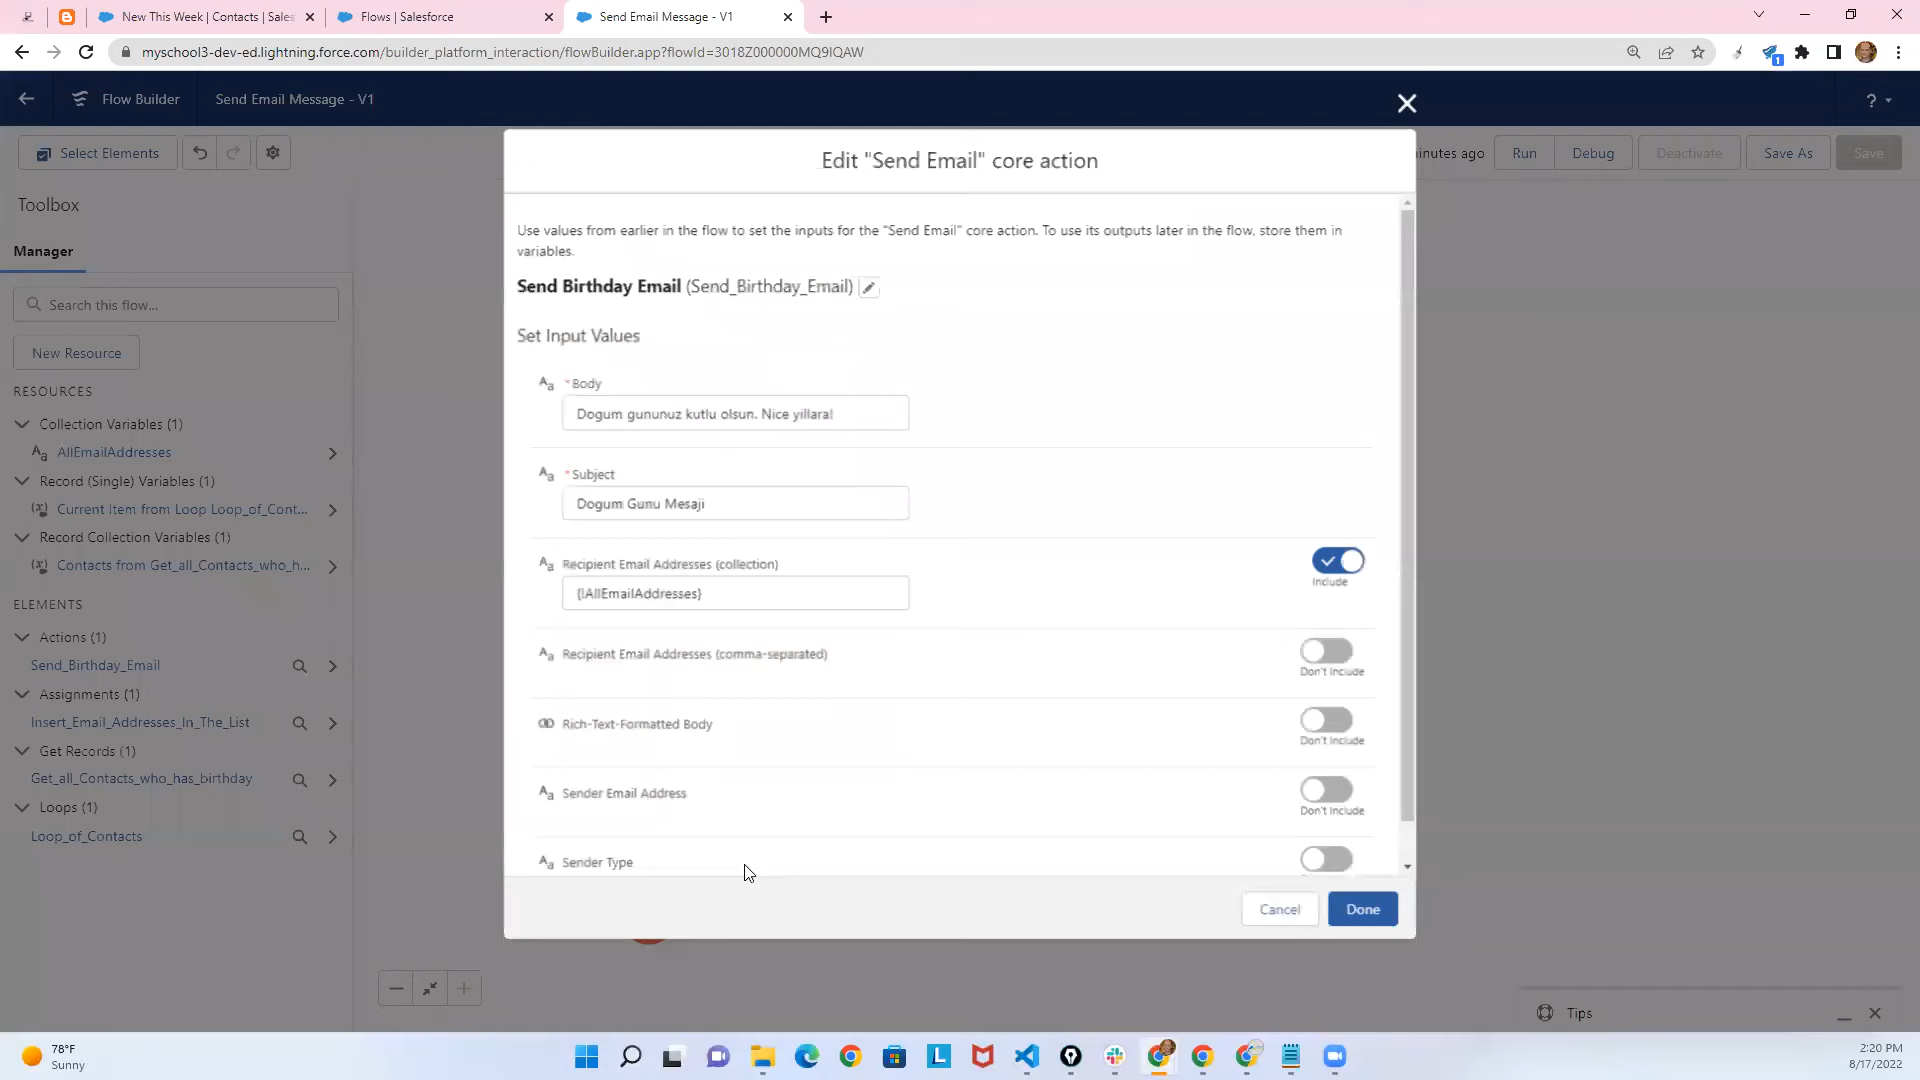 New This Week | Contacts | Sales
Flows | Salesforce
Send Email Message - V1
myschool3-dev-ed.lightning.force.com/builder_platform_interaction/flowBuilder.app?flowId=3018Z000000MQ9IQAW
1
Flow Builder
Send Email Message - V1
?
Select Elements
inutes ago
Run
Debug
Deactivate
Save As
Save
Toolbox
Manager
Search this flow...
New Resource
RESOURCES
Collection Variables (1)
AllEmailAddresses
Record (Single) Variables (1)
Current Item from Loop Loop_of_Cont...
Record Collection Variables (1)
Contacts from Get_all_Contacts_who_h...
ELEMENTS
Actions (1)
Send_Birthday_Email
Assignments (1)
Insert_Email_Addresses_In_The_List
Get Records (1)
Get_all_Contacts_who_has_birthday
Loops (1)
Loop_of_Contacts
Edit "Send Email" core action
Use values from earlier in the flow to set the inputs for the "Send Email" core action. To use its outputs later in the flow, store them in
variables.
Send Birthday Email (Send_Birthday_Email)
Set Input Values
Aa * Body
Dogum gununuz kutlu olsun. Nice yillara!
Aa * Subject
Dogum Gunu Mesaji
Aa Recipient Email Addresses (collection)
Include
{!AllEmailAddresses}
Aa Recipient Email Addresses (comma-separated)
Don't Include
Rich-Text-Formatted Body
Don't Include
Aa Sender Email Address
Don't Include
Aa Sender Type
Cancel
Done
Tips
78°F
Sunny
2:20 PM
8/17/2022